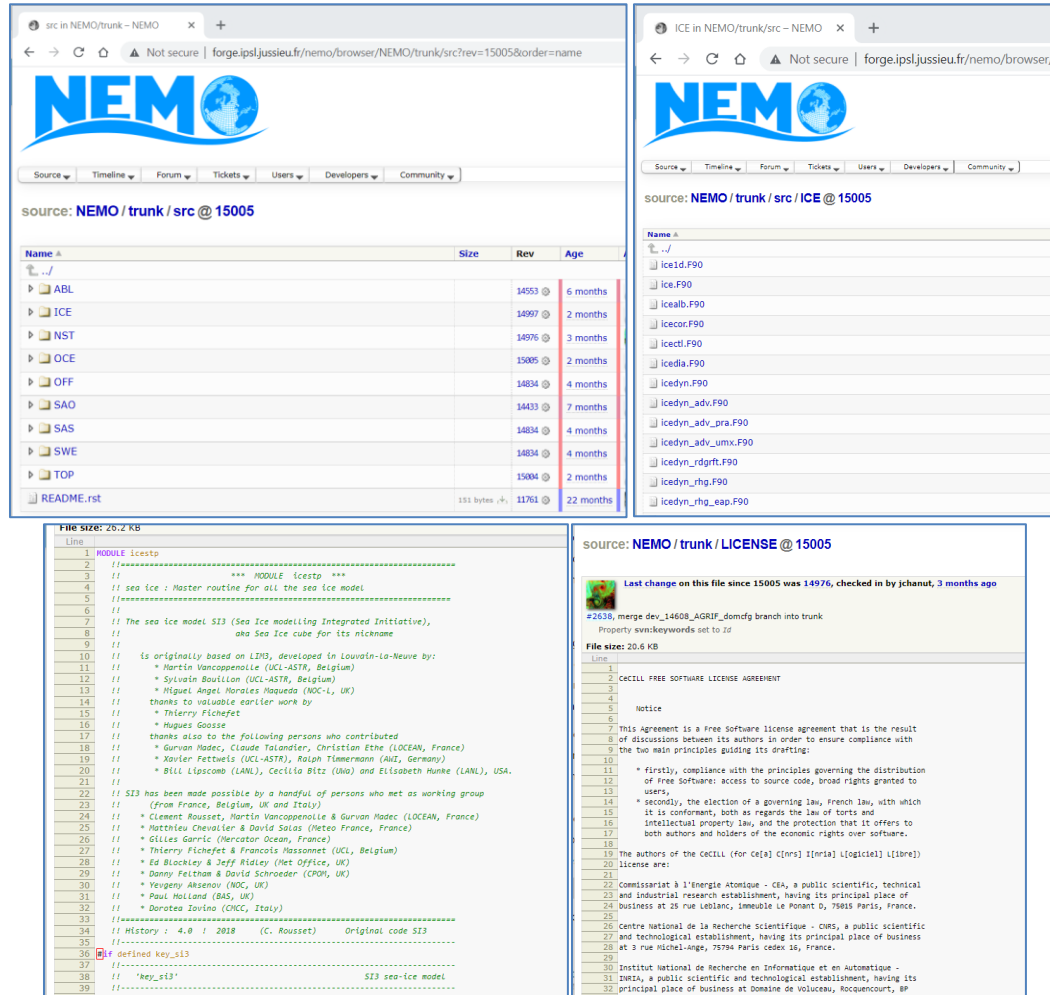 src in NEMO/trunk – NEMO × +
Not secure | forge.ipsl.jussieu.fr/nemo/browser/NEMO/trunk/src?rev=15005&order=name
NEMO
Source Timeline Forum Tickets Users Developers Community
source: NEMO / trunk / src @ 15005
Name Size Rev Age
../
ABL 14553 6 months
ICE 14997 2 months
NST 14976 3 months
OCE 15005 2 months
OFF 14834 4 months
SAO 14433 7 months
SAS 14834 4 months
SWE 14834 4 months
TOP 15004 2 months
README.rst 151 bytes 11761 22 months
ICE in NEMO/trunk/src – NEMO × +
Not secure | forge.ipsl.jussieu.fr/nemo/browser/
NEMO
Source Timeline Forum Tickets Users Developers Community
source: NEMO / trunk / src / ICE @ 15005
Name
../
ice1d.F90
ice.F90
icealb.F90
icecor.F90
icectl.F90
icedia.F90
icedyn.F90
icedyn_adv.F90
icedyn_adv_pra.F90
icedyn_adv_umx.F90
icedyn_rdgrft.F90
icedyn_rhg.F90
icedyn_rhg_eap.F90
File size: 26.2 KB
Line
1 MODULE icestp
2 !!======================================================================
3 !! *** MODULE icestp ***
4 !! sea ice : Master routine for all the sea ice model
5 !!=====================================================================
6 !!
7 !! The sea ice model SI3 (Sea Ice modelling Integrated Initiative),
8 !! aka Sea Ice cube for its nickname
9 !!
10 !! is originally based on LIM3, developed in Louvain-la-Neuve by:
11 !! * Martin Vancoppenolle (UCL-ASTR, Belgium)
12 !! * Sylvain Bouillon (UCL-ASTR, Belgium)
13 !! * Miguel Angel Morales Maqueda (NOC-L, UK)
14 !! thanks to valuable earlier work by
15 !! * Thierry Fichefet
16 !! * Hugues Goosse
17 !! thanks also to the following persons who contributed
18 !! * Gurvan Madec, Claude Talandier, Christian Ethe (LOCEAN, France)
19 !! * Xavier Fettweis (UCL-ASTR), Ralph Timmermann (AWI, Germany)
20 !! * Bill Lipscomb (LANL), Cecilia Bitz (UWa) and Elisabeth Hunke (LANL), USA.
21 !!
22 !! SI3 has been made possible by a handful of persons who met as working group
23 !! (from France, Belgium, UK and Italy)
24 !! * Clement Rousset, Martin Vancoppenolle & Gurvan Madec (LOCEAN, France)
25 !! * Matthieu Chevalier & David Salas (Meteo France, France)
26 !! * Gilles Garric (Mercator Ocean, France)
27 !! * Thierry Fichefet & Francois Massonnet (UCL, Belgium)
28 !! * Ed Blockley & Jeff Ridley (Met Office, UK)
29 !! * Danny Feltham & David Schroeder (CPOM, UK)
30 !! * Yevgeny Aksenov (NOC, UK)
31 !! * Paul Holland (BAS, UK)
32 !! * Dorotea Iovino (CMCC, Italy)
33 !!======================================================================
34 !! History : 4.0 ! 2018 (C. Rousset) Original code SI3
35 !!----------------------------------------------------------------------
36 #if defined key_si3
37 !!----------------------------------------------------------------------
38 !! 'key_si3' SI3 sea-ice model
39 !!----------------------------------------------------------------------
source: NEMO / trunk / LICENSE @ 15005
Last change on this file since 15005 was 14976, checked in by jchanut, 3 months ago
#2638, merge dev_14608_AGRIF_domcfg branch into trunk
Property svn:keywords set to Id
File size: 20.6 KB
Line
1
2 CeCILL FREE SOFTWARE LICENSE AGREEMENT
3
4
5 Notice
6
7 This Agreement is a Free Software license agreement that is the result
8 of discussions between its authors in order to ensure compliance with
9 the two main principles guiding its drafting:
10
11 * firstly, compliance with the principles governing the distribution
12 of Free Software: access to source code, broad rights granted to
13 users,
14 * secondly, the election of a governing law, French law, with which
15 it is conformant, both as regards the law of torts and
16 intellectual property law, and the protection that it offers to
17 both authors and holders of the economic rights over software.
18
19 The authors of the CeCILL (for Ce[a] C[nrs] I[nria] L[ogiciel] L[ibre])
20 license are:
21
22 Commissariat à l'Energie Atomique - CEA, a public scientific, technical
23 and industrial research establishment, having its principal place of
24 business at 25 rue Leblanc, immeuble Le Ponant D, 75015 Paris, France.
25
26 Centre National de la Recherche Scientifique - CNRS, a public scientific
27 and technological establishment, having its principal place of business
28 at 3 rue Michel-Ange, 75794 Paris cedex 16, France.
29
30 Institut National de Recherche en Informatique et en Automatique -
31 INRIA, a public scientific and technological establishment, having its
32 principal place of business at Domaine de Voluceau, Rocquencourt, BP